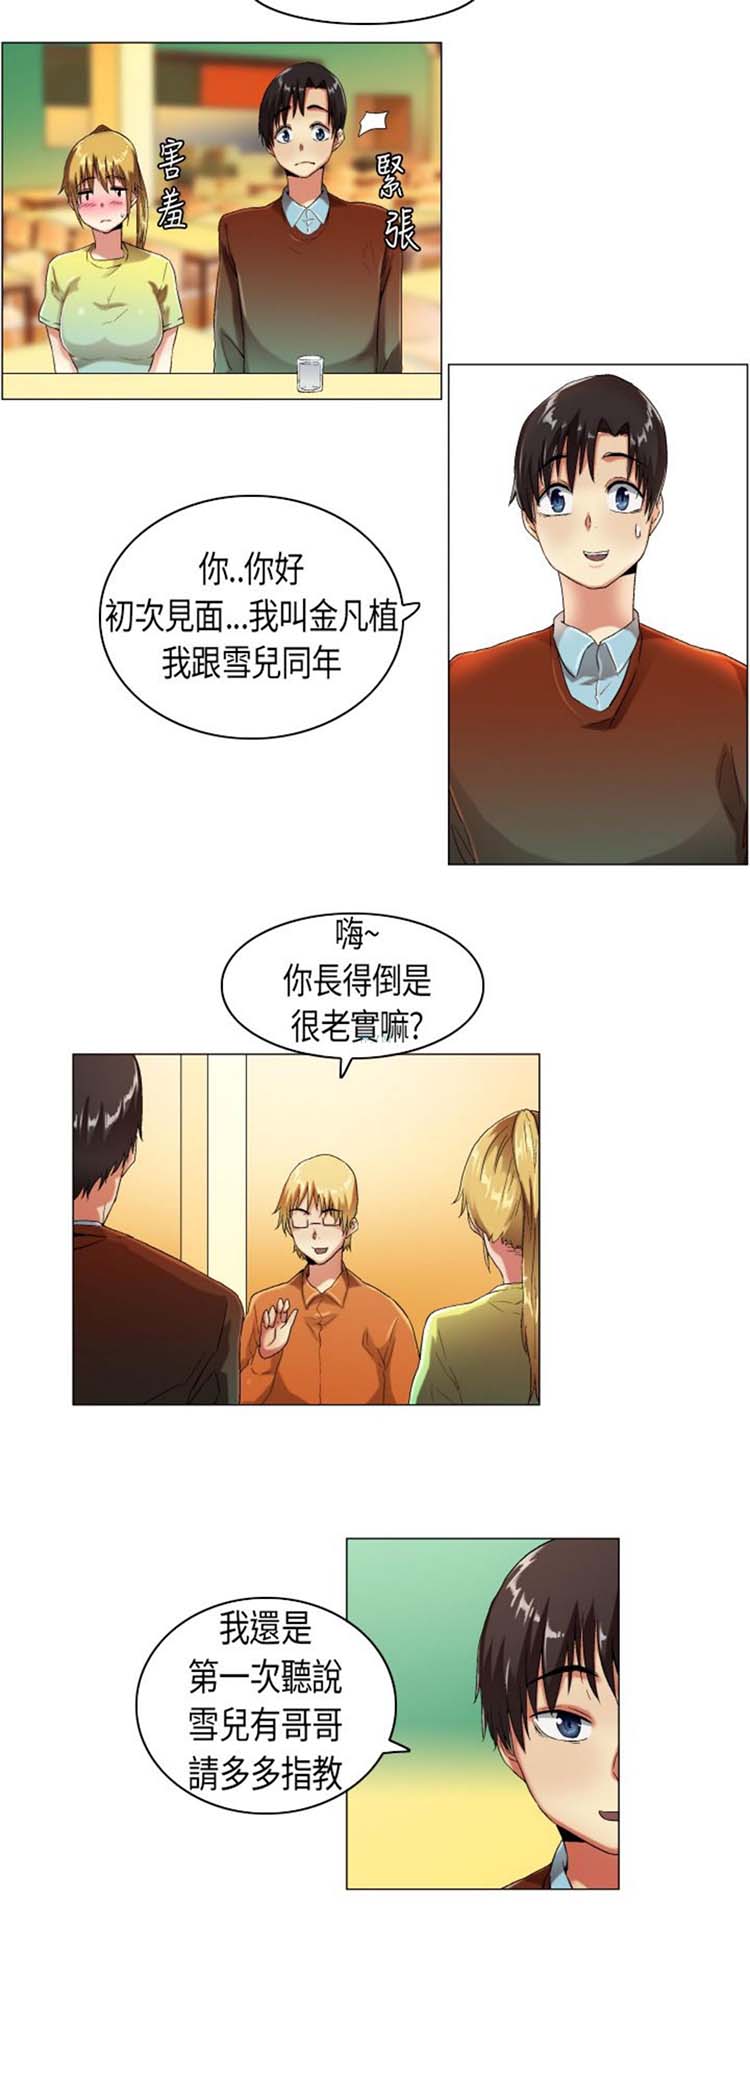 害羞
緊張
你..你好
初次見面...我叫金凡植
我跟雪兒同年
嗨~
你長得倒是
很老實嘛?
我還是
第一次聽說
雪兒有哥哥
請多多指教